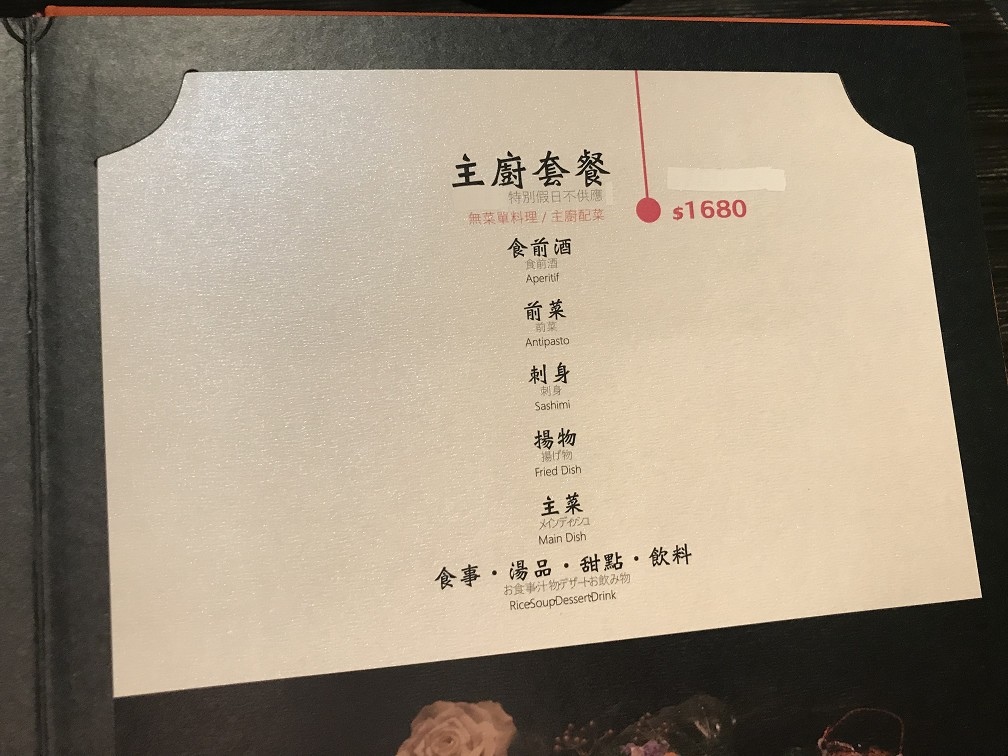 主廚套餐
特別假日不供應
無菜單料理 / 主廚配菜
$1680
食前酒
食前酒
Aperitif
前菜
前菜
Antipasto
刺身
刺身
Sashimi
揚物
揚げ物
Fried Dish
主菜
メインディッシュ
Main Dish
食事・湯品・甜點・飲料
お食事汁物デザートお飲み物
RiceSoupDessertDrink